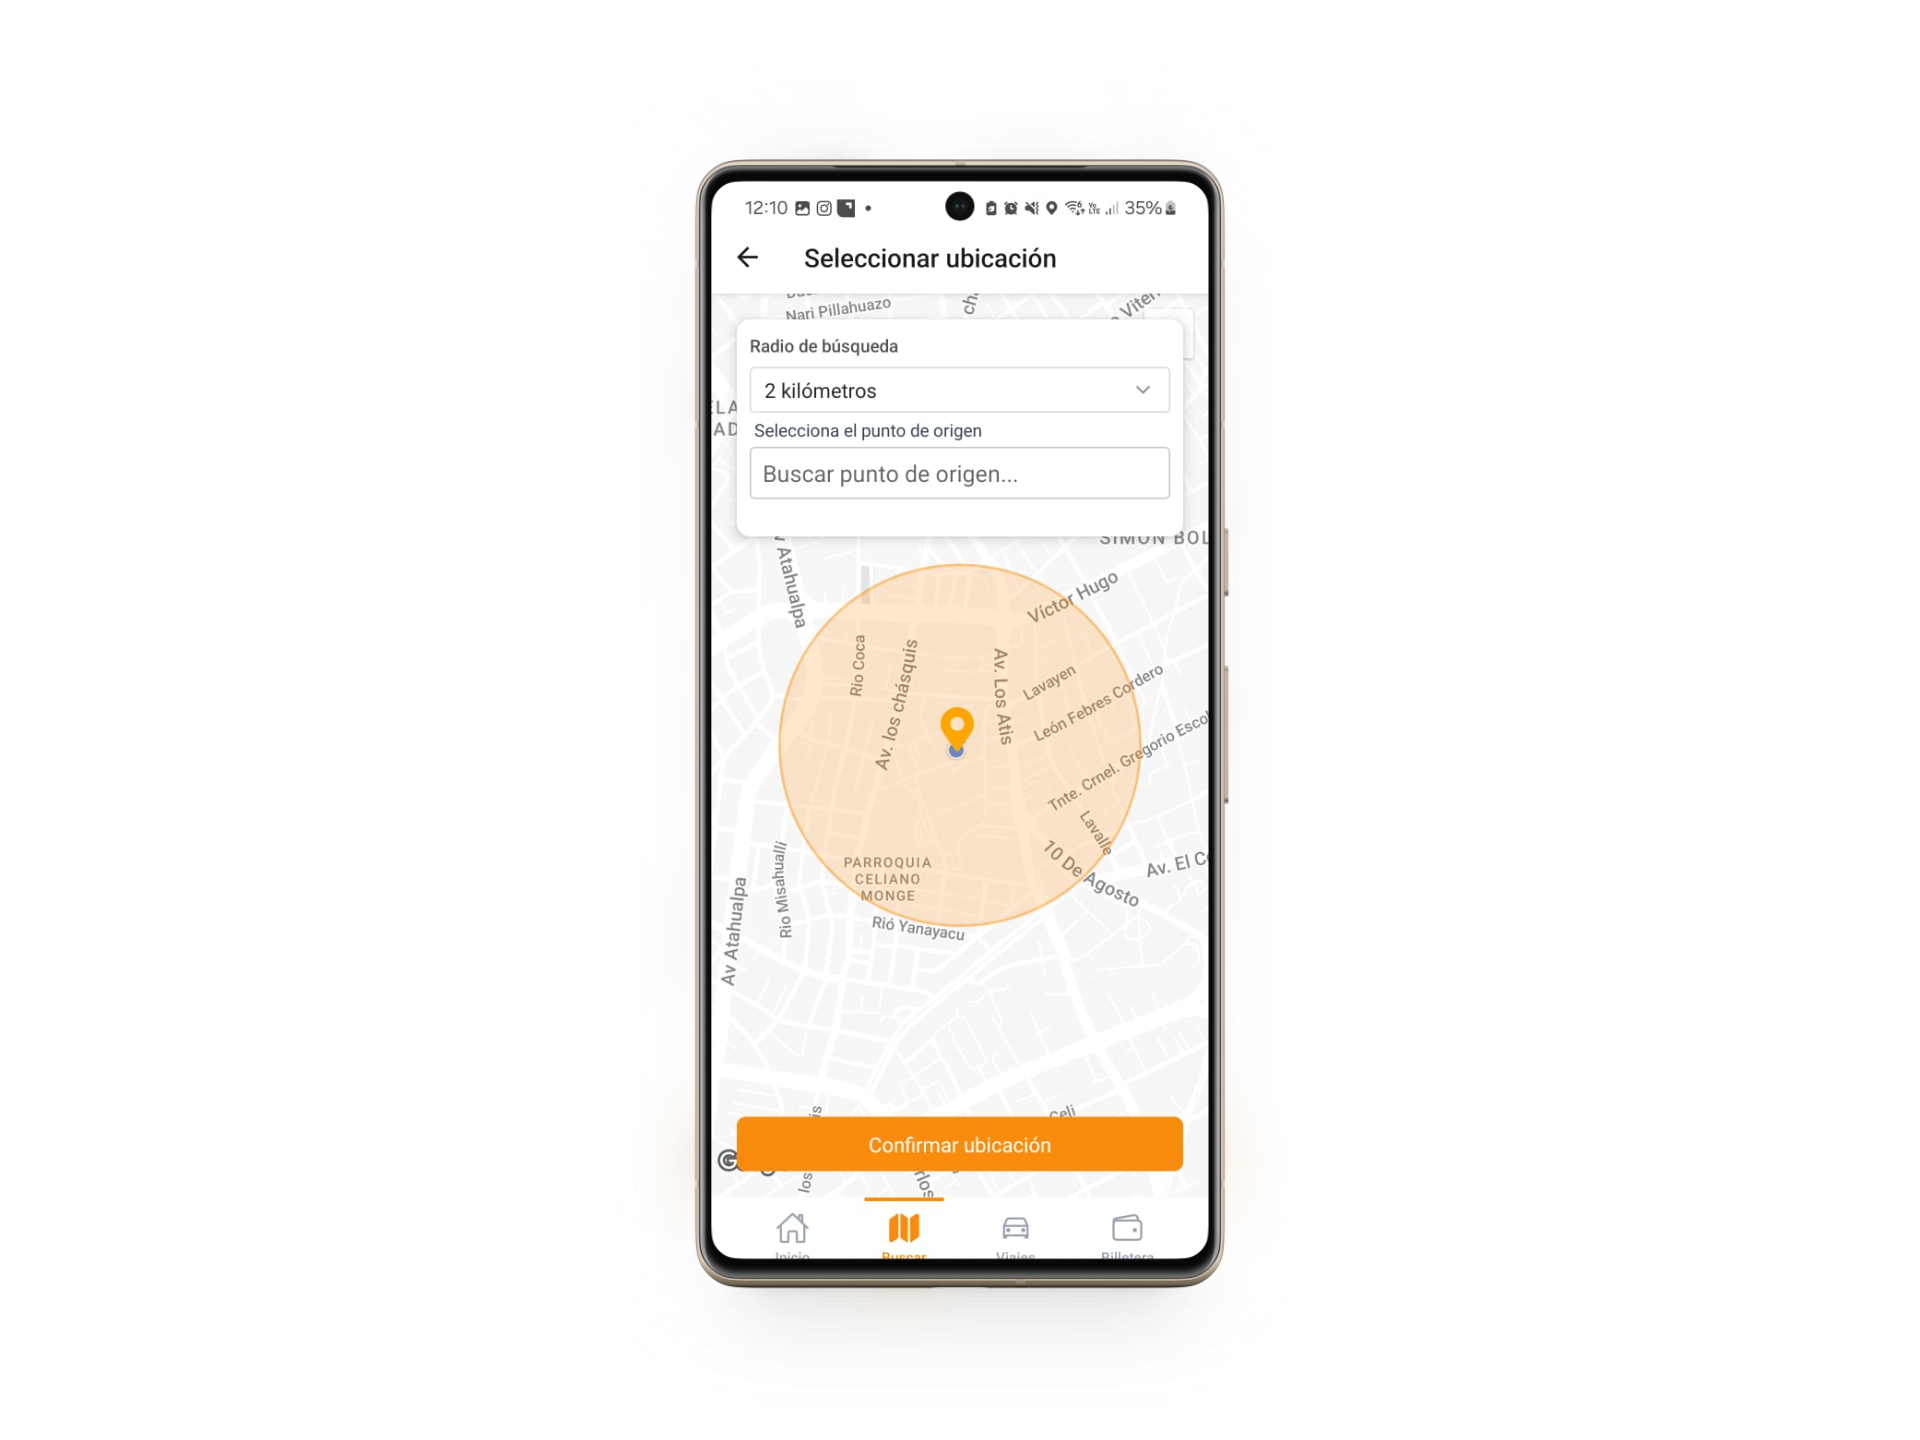 12:10
35%
Seleccionar ubicación
Nari Pillahuazo
Radio de búsqueda
2 kilómetros
Selecciona el punto de origen
Buscar punto de origen...
Atahualpa
Víctor Hugo
Rio Coca
Av. los chásquis
Av. Los Atis
Lavayen
León Febres Cordero
Tnte. Crnel. Gregorio Escol
Lavalle
10 De Agosto
Av. El C
PARROQUIA
CELIANO
MONGE
Rio Misahualli
Av Atahualpa
Rió Yanayacu
SIMON BOL
Celi
Confirmar ubicación
los
rlos
Inicio
Buscar
Viajes
Billetera